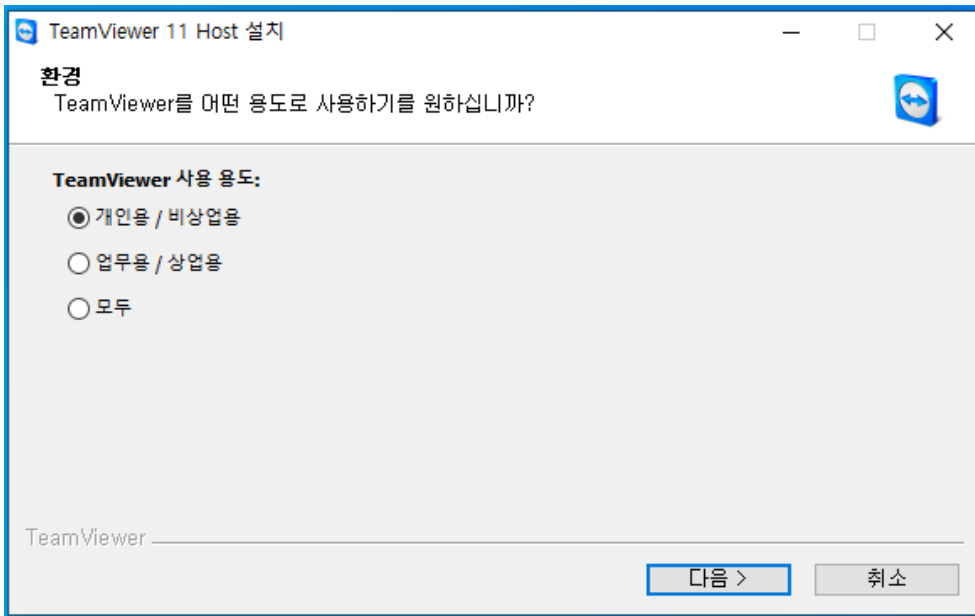 TeamViewer 11 Host 설치
환경
TeamViewer를 어떤 용도로 사용하기를 원하십니까?
TeamViewer 사용 용도:
개인용 / 비상업용
업무용 / 상업용
모두
TeamViewer
다음 >
취소